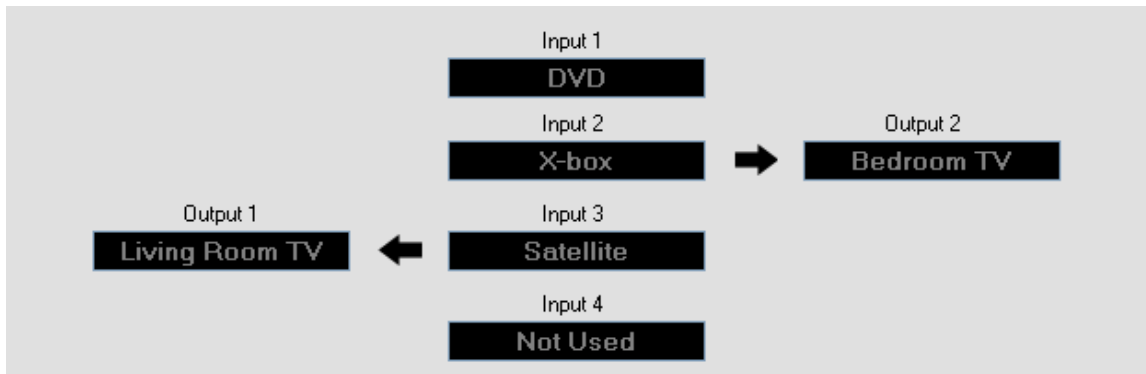 Input 1
DVD
Input 2
X-box
Output 2
Bedroom TV
Output 1
Living Room TV
Input 3
Satellite
Input 4
Not Used